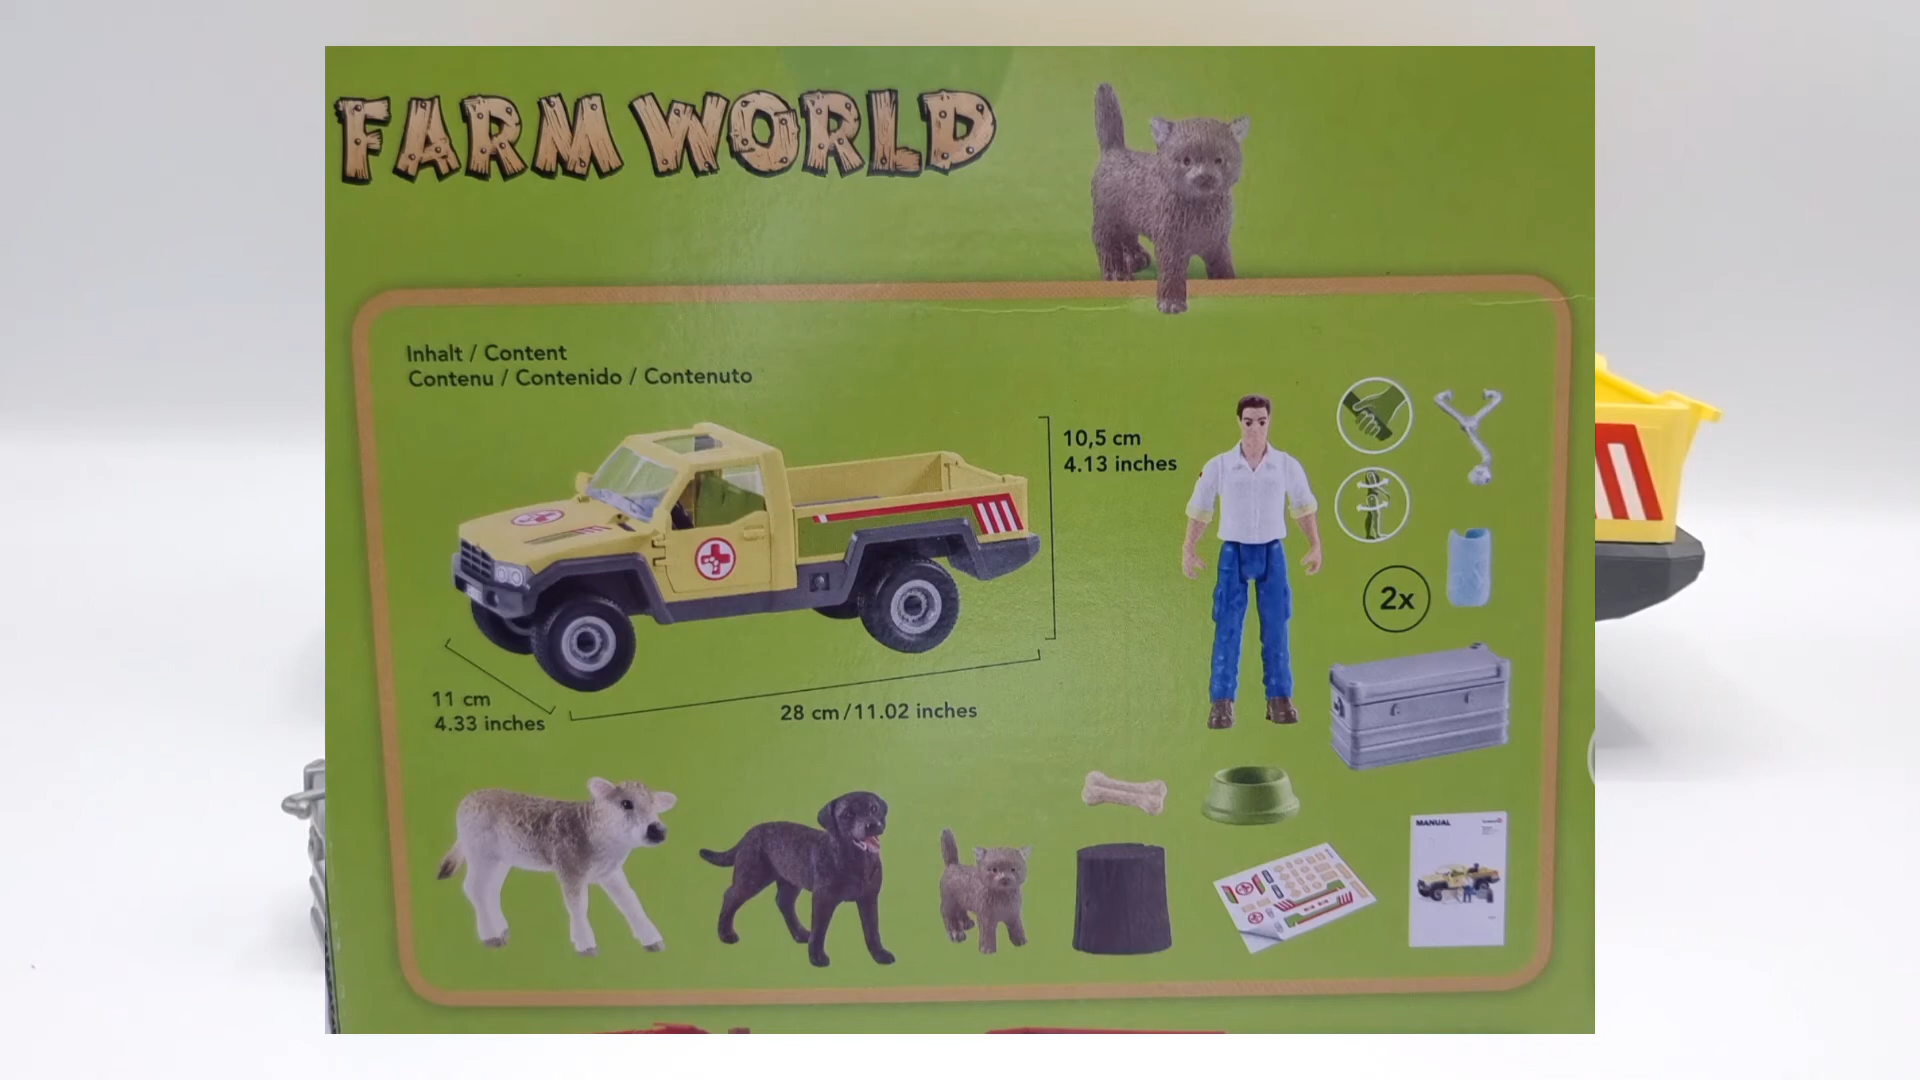 FARM WORLD
Inhalt / Content
Contenu / Contenido / Contenuto
10,5 cm
4.13 inches
2x
11 cm
4.33 inches
28 cm/11.02 inches
MANUAL